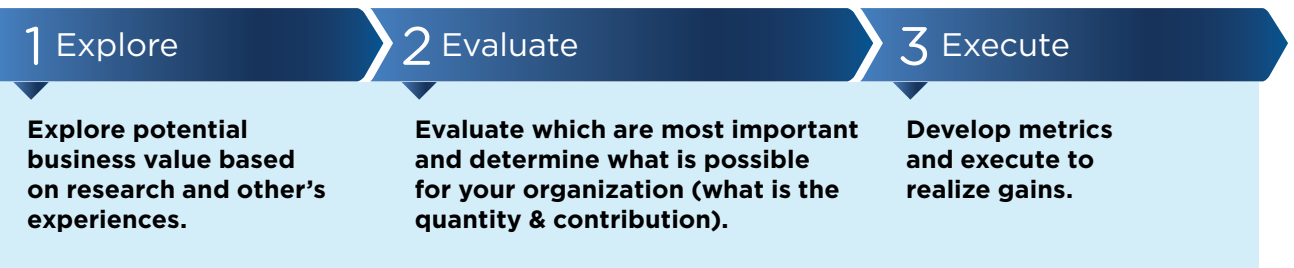 1 Explore
Explore potential
business value based
on research and other’s
experiences.
2 Evaluate
Evaluate which are most important
and determine what is possible
for your organization (what is the
quantity & contribution).
3 Execute
Develop metrics
and execute to
realize gains.